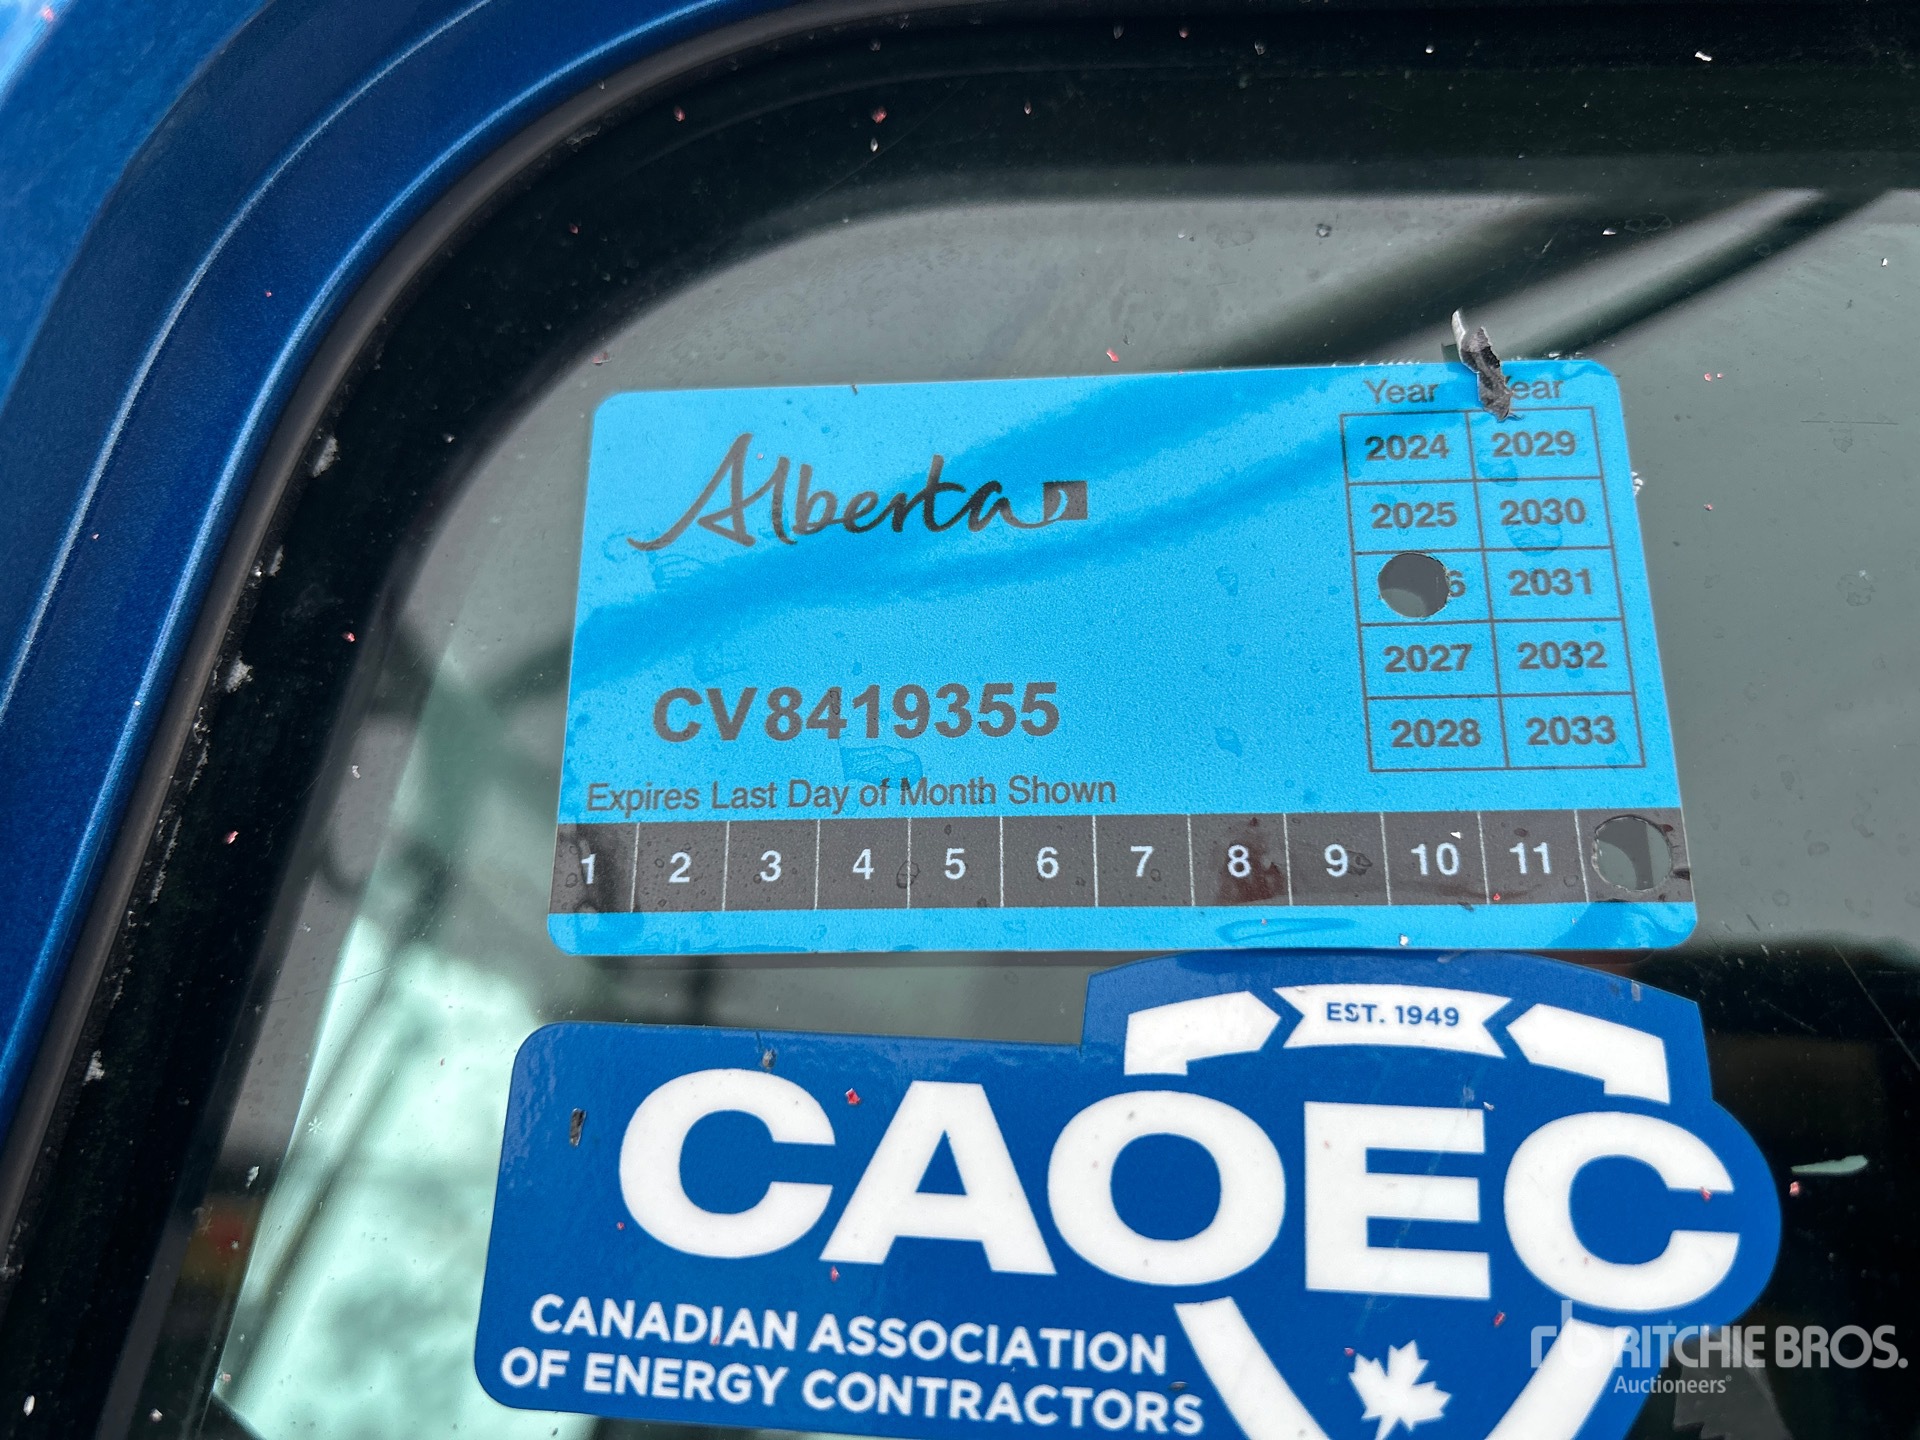 Alberta
Year Year
2024 2029
2025 2030
6 2031
2027 2032
2028 2033
CV8419355
Expires Last Day of Month Shown
1 2 3 4 5 6 7 8 9 10 11
EST. 1949
CAOEC
CANADIAN ASSOCIATION
OF ENERGY CONTRACTORS
rb RITCHIE BROS.
Auctioneers